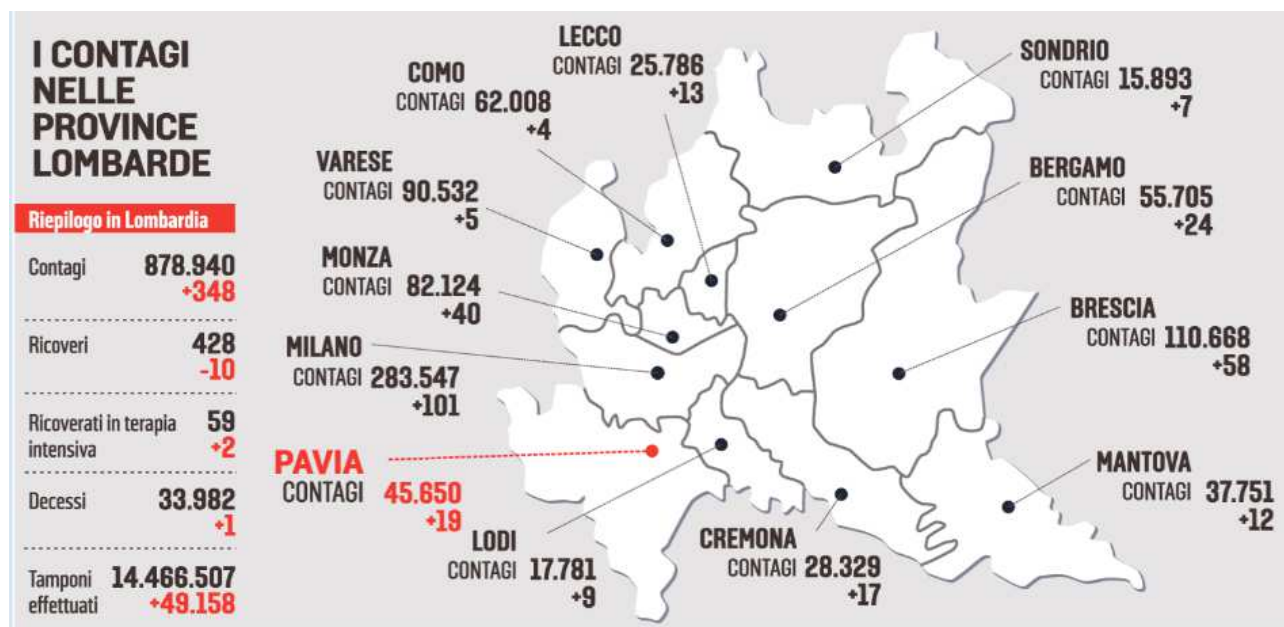 I CONTAGI
NELLE
PROVINCE
LOMBARDE
Riepilogo in Lombardia
Contagi 878.940
+348
Ricoveri 428
-10
Ricoverati in terapia
intensiva
59
+2
Decessi 33.982
+1
Tamponi
effettuati
14.466.507
+49.158
LECCO
CONTAGI 25.786
+13
COMO
CONTAGI 62.008
+4
VARESE
CONTAGI 90.532
+5
MONZA
CONTAGI 82.124
+40
MILANO
CONTAGI 283.547
+101
PAVIA
CONTAGI 45.650
+19
LODI
CONTAGI 17.781
+9
CREMONA
CONTAGI 28.329
+17
SONDRIO
CONTAGI 15.893
+7
BERGAMO
CONTAGI 55.705
+24
BRESCIA
CONTAGI 110.668
+58
MANTOVA
CONTAGI 37.751
+12